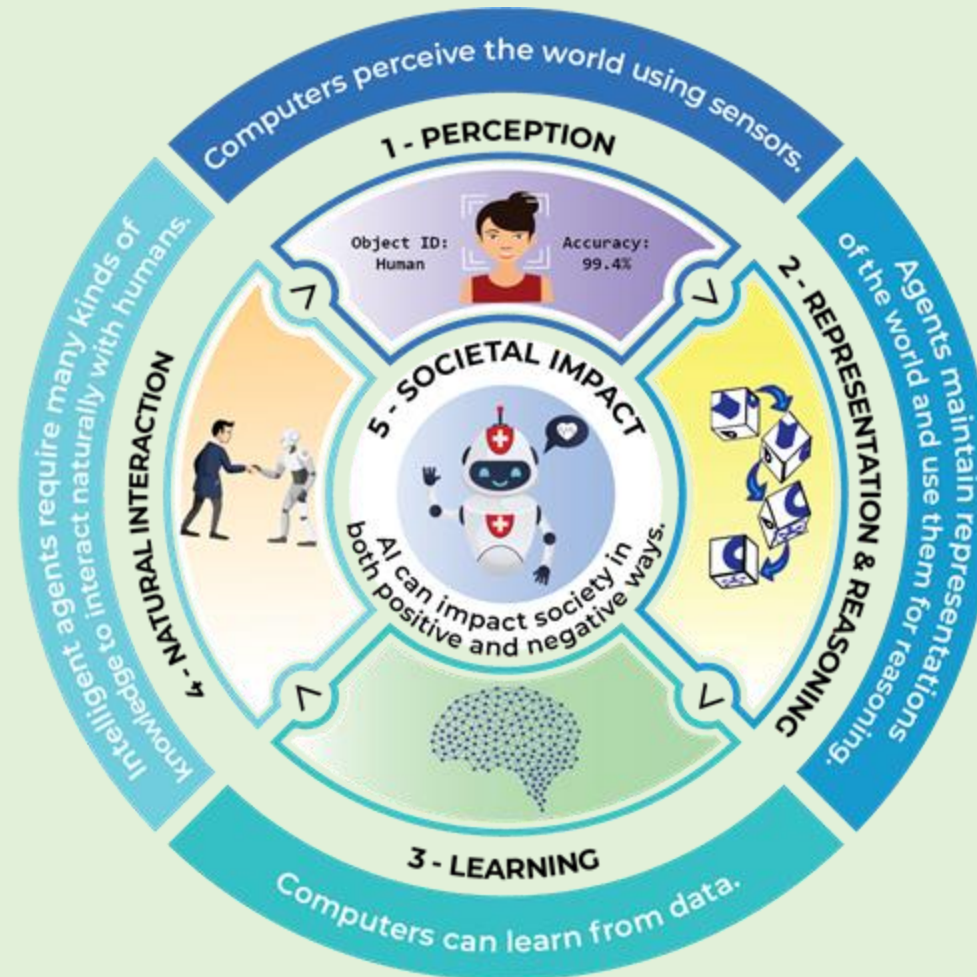 Computers perceive the world using sensors.
1 - PERCEPTION
Object ID:
Human
Accuracy:
99.4%
Agents maintain representations
of the world and use them for reasoning.
2 - REPRESENTATION & REASONING
3 - LEARNING
Computers can learn from data.
Intelligent agents require many kinds of
knowledge to interact naturally with humans.
4 - NATURAL INTERACTION
5 - SOCIETAL IMPACT
AI can impact society in
both positive and negative ways.